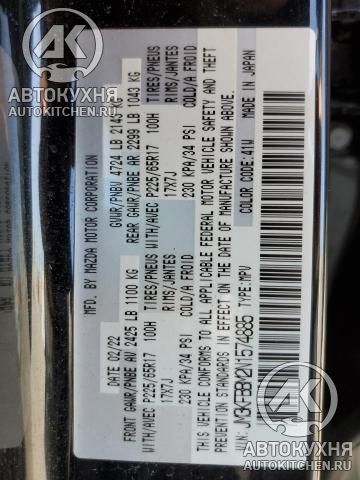 MFD. BY MAZDA MOTOR CORPORATION
DATE 02/22 GVWR/PNBV 4724 LB 2143 KG
FRONT GAWR/PNBE AV 2425 LB 1100 KG REAR GAWR/PNBE AR 2299 LB 1043 KG
WITH/AVEC P225/65R17 100H TIRES/PNEUS WITH/AVEC P225/65R17 100H TIRES/PNEUS
17X7J RIMS/JANTES 17X7J RIMS/JANTES
230 KPA/34 PSI COLD/A FROID 230 KPA/34 PSI COLD/A FROID
THIS VEHICLE CONFORMS TO ALL APPLICABLE FEDERAL MOTOR VEHICLE SAFETY AND THEFT
PREVENTION STANDARDS IN EFFECT ON THE DATE OF MANUFACTURE SHOWN ABOVE.
VIN: JM3KFBBM2N1574885 TYPE:MPV COLOR CODE:41W MADE IN JAPAN
АВТОКУХНЯ
АВТОКУХНЯ
АВТОКУХНЯ
АВТОКУХНЯ